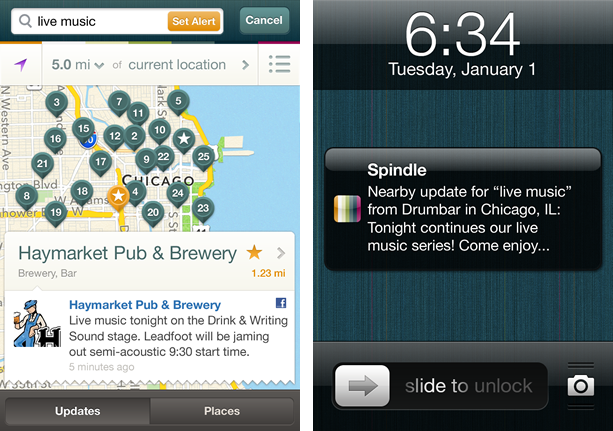 live music
Set Alert
Cancel
5.0 mi of current location
3
7
5
11
16
15
12
2
10
21
17
9
22
25
CHICAGO
8
18
4
24
19
20
23
Haymarket Pub & Brewery
Brewery, Bar
1.23 mi
Haymarket Pub & Brewery
Live music tonight on the Drink & Writing
Sound stage. Leadfoot will be jaming
out semi-acoustic 9:30 start time.
5 minutes ago
Updates
Places
6:34
Tuesday, January 1
Spindle
Nearby update for “live music”
from Drumbar in Chicago, IL:
Tonight continues our live
music series! Come enjoy...
slide to unlock